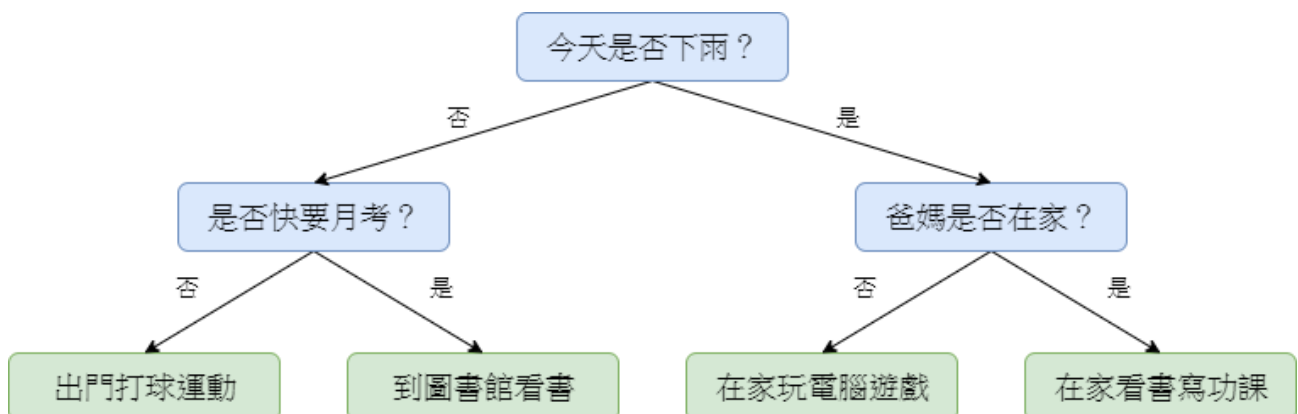 今天是否下雨？
否
是
是否快要月考？
爸媽是否在家？
否
是
否
是
出門打球運動
到圖書館看書
在家玩電腦遊戲
在家看書寫功課